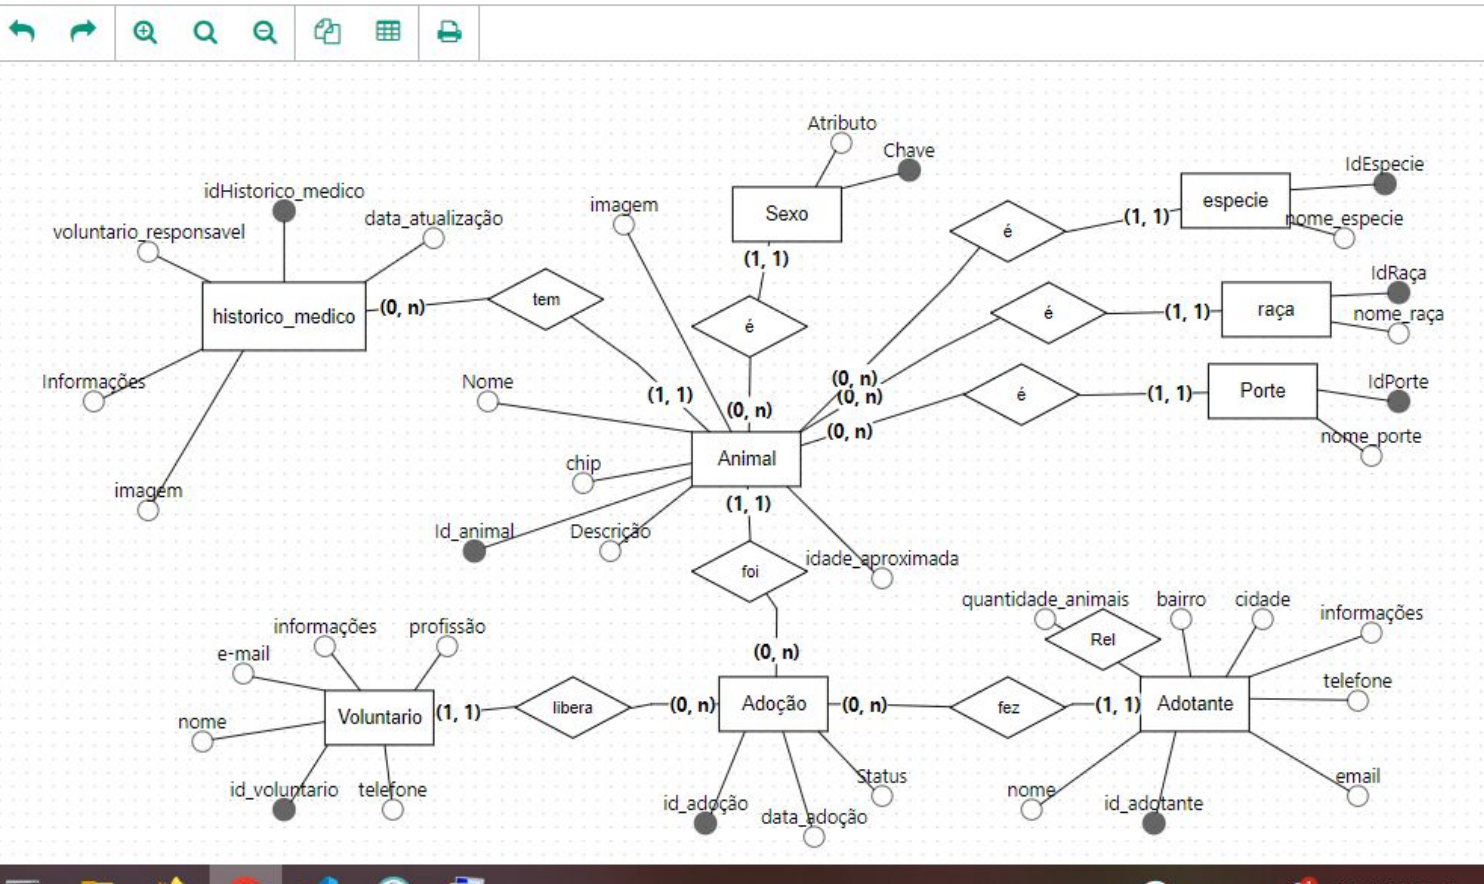 Atributo
Chave
Sexo
(1, 1)
é
(0, n)
IdEspecie
especie
nome_especie
(1, 1)
é
(0, n)
IdRaça
raça
nome_raça
(1, 1)
é
(0, n)
IdPorte
Porte
nome_porte
(1, 1)
é
(0, n)
idHistorico_medico
voluntario_responsavel
data_atualização
historico_medico
Informações
imagem
(0, n)
tem
(1, 1)
imagem
Nome
Animal
chip
Id_animal
Descrição
idade_aproximada
(1, 1)
foi
(0, n)
informações
profissão
e-mail
nome
Voluntario
id_voluntario
telefone
(1, 1)
libera
(0, n)
Adoção
id_adoção
data_adoção
Status
(0, n)
fez
(1, 1)
quantidade_animais
Rel
bairro
cidade
informações
telefone
Adotante
nome
id_adotante
email